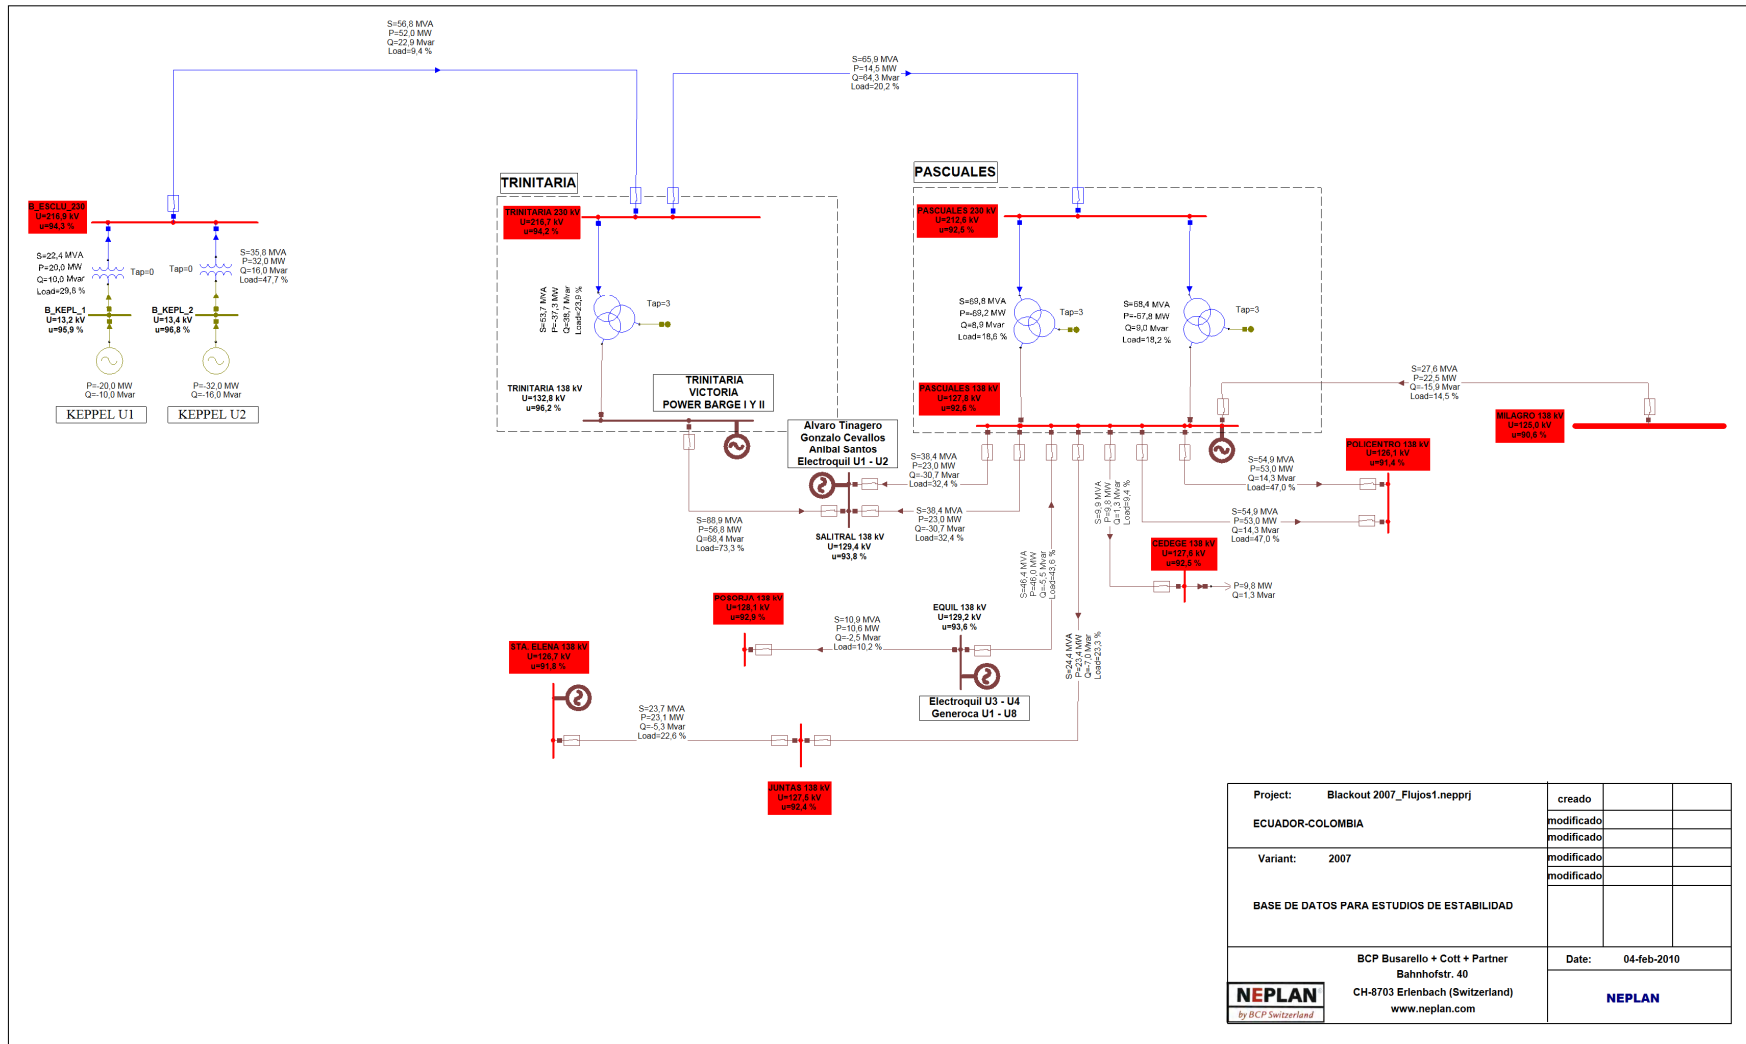 S=56,8 MVA
P=52,0 MW
Q=22,9 Mvar
Load=9,4 %
S=65,9 MVA
P=14,5 MW
Q=64,3 Mvar
Load=20,2 %
TRINITARIA
PASCUALES
B_ESCLU_230
U=216,9 kV
u=94,3 %
TRINITARIA 230 kV
U=216,7 kV
u=94,2 %
PASCUALES 230 kV
U=212,6 kV
u=92,5 %
S=22,4 MVA
P=20,0 MW
Q=10,0 Mvar
Load=29,8 %
Tap=0
Tap=0
S=35,8 MVA
P=32,0 MW
Q=16,0 Mvar
Load=47,7 %
B_KEPL_1
U=13,2 kV
u=95,9 %
B_KEPL_2
U=13,4 kV
u=96,8 %
P=-20,0 MW
Q=-10,0 Mvar
P=-32,0 MW
Q=-16,0 Mvar
KEPPEL U1
KEPPEL U2
S=53,7 MVA
P=-37,3 MW
Q=38,7 Mvar
Load=23,9 %
Tap=3
S=69,8 MVA
P=-69,2 MW
Q=8,9 Mvar
Load=18,6 %
Tap=3
S=68,4 MVA
P=-67,8 MW
Q=9,0 Mvar
Load=18,2 %
Tap=3
TRINITARIA 138 kV
U=132,8 kV
u=96,2 %
TRINITARIA
VICTORIA
POWER BARGE I Y II
PASCUALES 138 kV
U=127,6 kV
S=27,6 MVA
P=22,5 MW
Q=-15,9 Mvar
Load=14,5 %
MILAGRO 138 kV
U=125,0 kV
u=90,6 %
Alvaro Tinagero
Gonzalo Cevallos
Anibal Santos
Electroquil U1 - U2
S=38,4 MVA
P=23,0 MW
Q=-30,7 Mvar
Load=32,4 %
POLICENTRO 138 kV
U=126,1 kV
u=91,4 %
S=54,9 MVA
P=53,0 MW
Q=14,3 Mvar
Load=47,0 %
S=88,9 MVA
P=56,8 MW
Q=68,4 Mvar
Load=73,3 %
S=38,4 MVA
P=23,0 MW
Q=-30,7 Mvar
Load=32,4 %
S=9,9 MVA
P=9,8 MW
Q=1,3 Mvar
Load=9,4 %
S=54,9 MVA
P=53,0 MW
Q=14,3 Mvar
Load=47,0 %
SALITRAL 138 kV
U=129,4 kV
u=93,8 %
S=46,4 MVA
P=46,0 MW
Q=-5,5 Mvar
Load=43,6 %
CEDEGE 138 kV
U=127,6 kV
u=92,5 %
P=9,8 MW
Q=1,3 Mvar
POSORJA 138 kV
U=128,1 kV
u=92,9 %
S=10,9 MVA
P=10,6 MW
Q=-2,5 Mvar
Load=10,2 %
EQUIL 138 kV
U=129,2 kV
u=93,6 %
S=24,4 MVA
P=23,4 MW
Q=-7,0 Mvar
Load=23,3 %
STA. ELENA 138 kV
U=126,7 kV
u=91,8 %
Electroquil U3 - U4
Generoca U1 - U8
S=23,7 MVA
P=23,1 MW
Q=-5,3 Mvar
Load=22,6 %
JUNTAS 138 kV
U=127,5 kV
u=92,4 %
Project: Blackout 2007_Flujos1.nepprj
ECUADOR-COLOMBIA
creado
modificado
modificado
Variant: 2007
modificado
modificado
BASE DE DATOS PARA ESTUDIOS DE ESTABILIDAD
BCP Busarello + Cott + Partner
Bahnhofstr. 40
CH-8703 Erlenbach (Switzerland)
www.neplan.com
NEPLAN
by BCP Switzerland
Date: 04-feb-2010
NEPLAN